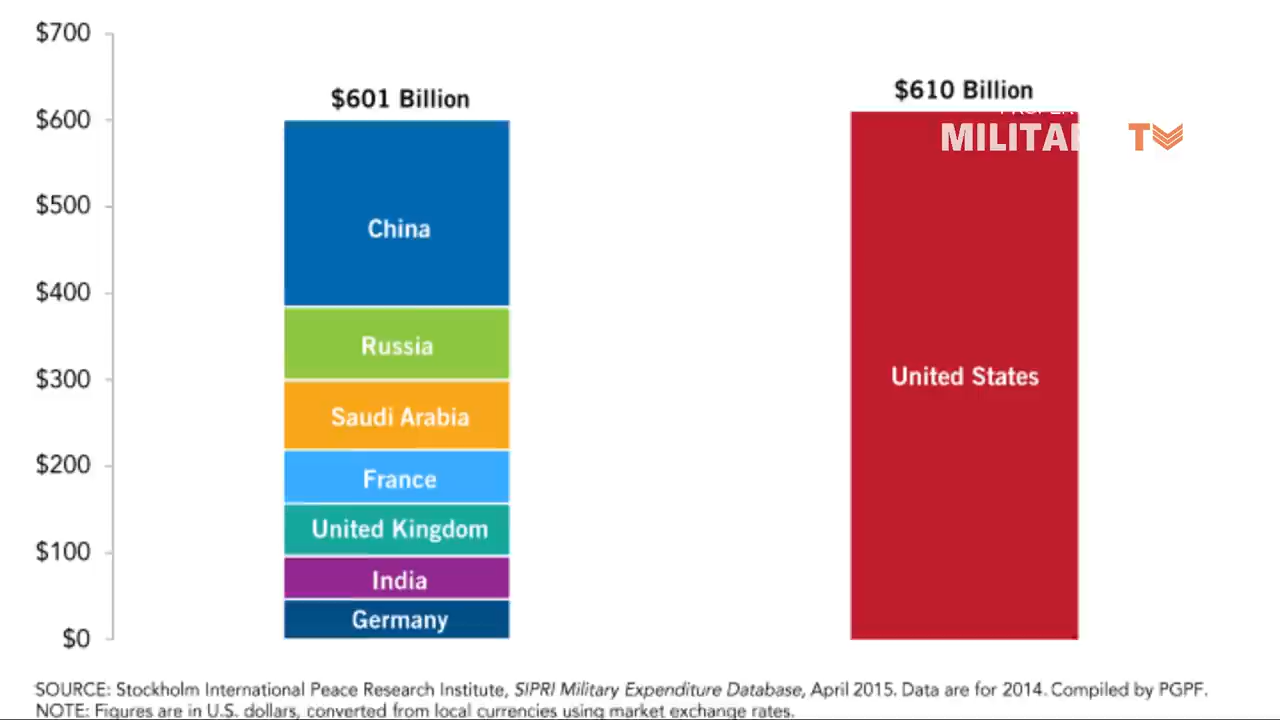 $700
$601 Billion
$610 Billion
$600
MILITAR TV
$500
China
$400
Russia
$300
United States
Saudi Arabia
$200
France
United Kingdom
$100
India
Germany
$0
SOURCE: Stockholm International Peace Research Institute, SIPRI Military Expenditure Database, April 2015. Data are for 2014. Compiled by PGPF.
NOTE: Figures are in U.S. dollars, converted from local currencies using market exchange rates.